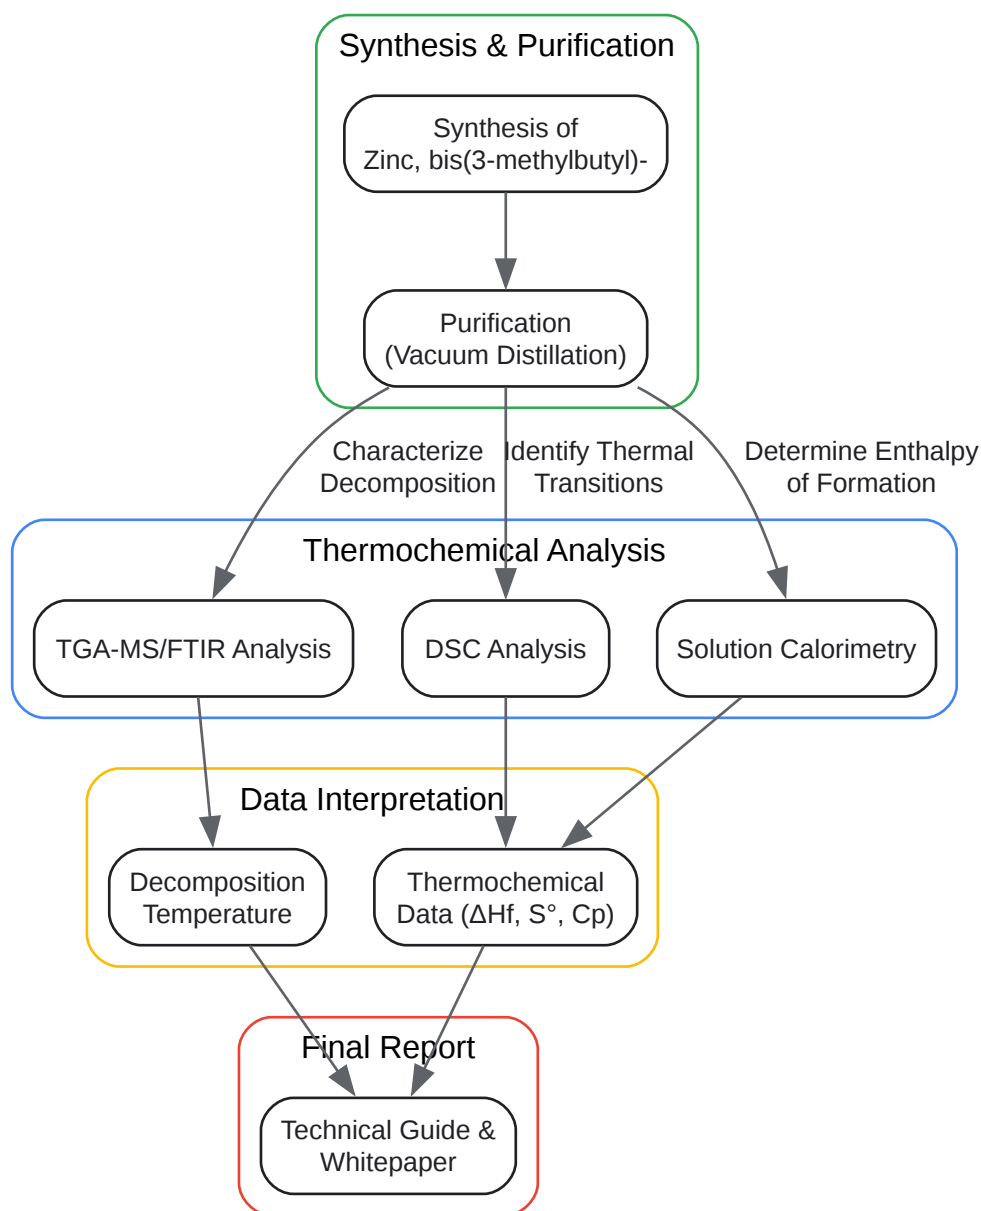 Synthesis & Purification
Synthesis of
Zinc, bis(3-methylbutyl)-
Purification
(Vacuum Distillation)
Characterize
Decomposition
Identify Thermal
Transitions
Determine Enthalpy
of Formation
Thermochemical Analysis
TGA-MS/FTIR Analysis
DSC Analysis
Solution Calorimetry
Data Interpretation
Decomposition
Temperature
Thermochemical
Data (ΔHf, S°, Cp)
Final Report
Technical Guide &
Whitepaper